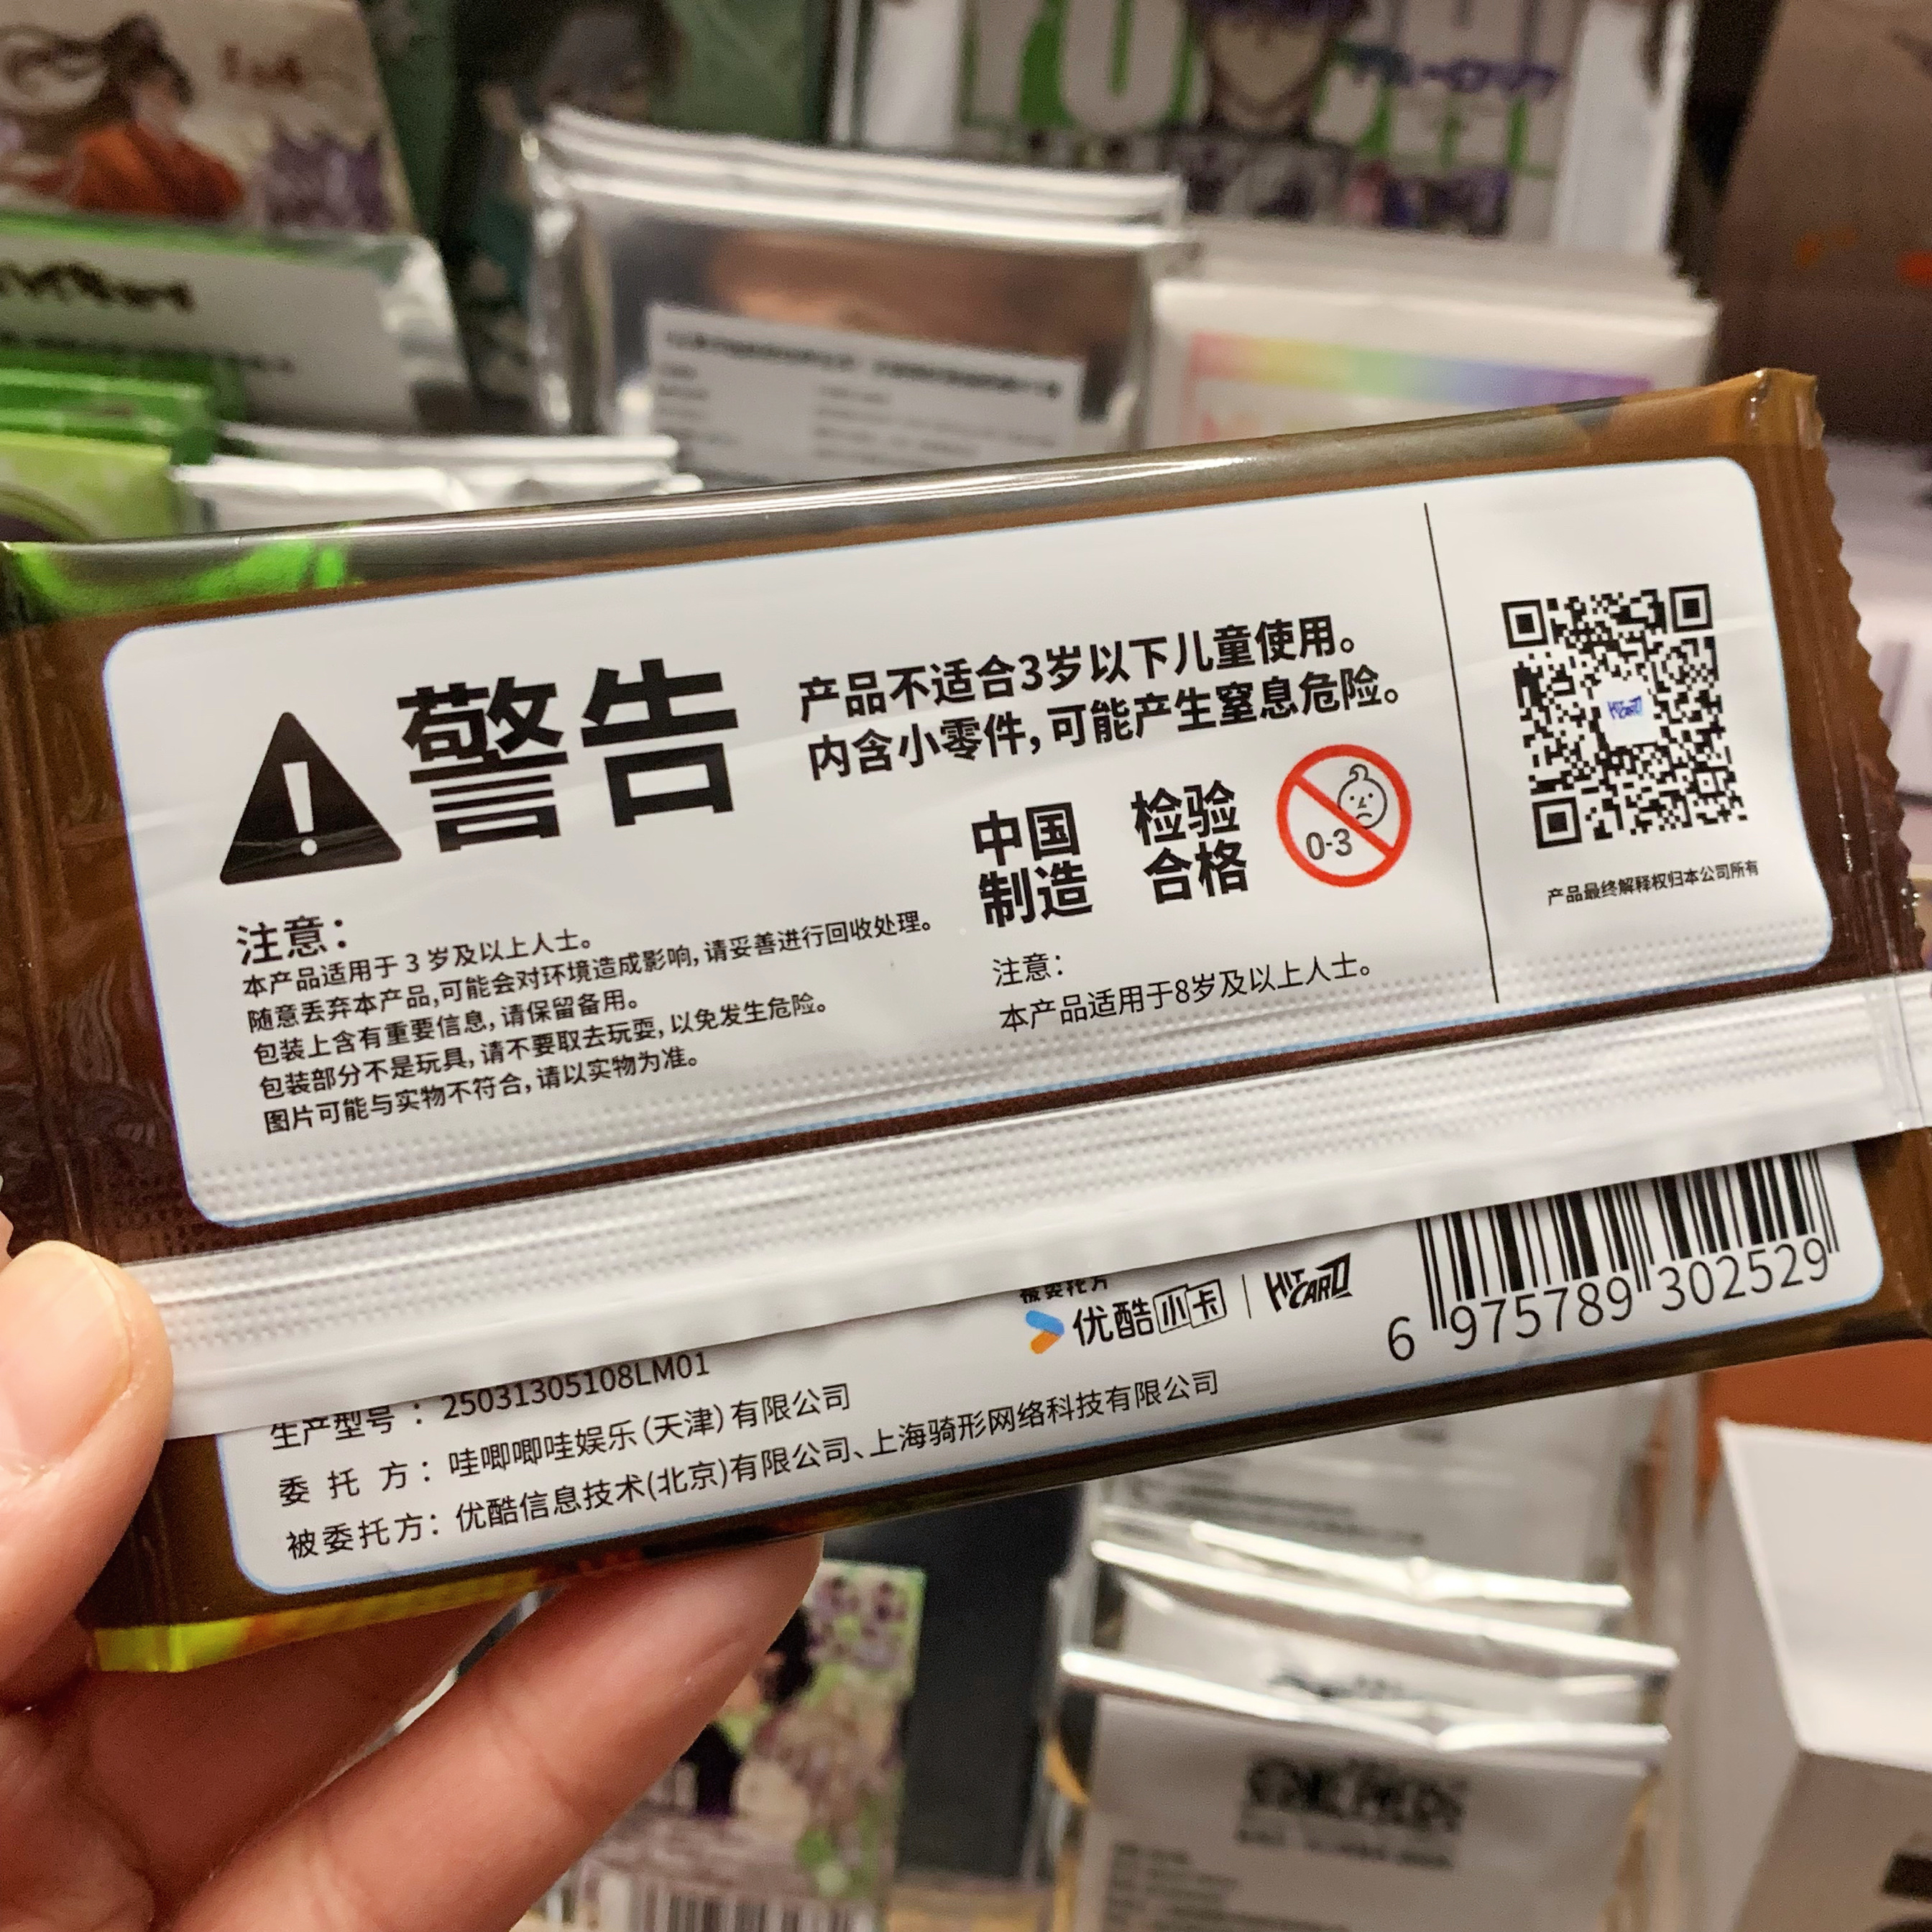 警告
产品不适合3岁以下儿童使用。
内含小零件,可能产生窒息危险。
中国
制造
检验
合格
0-3
注意：
本产品适用于 3 岁及以上人士。
随意丢弃本产品,可能会对环境造成影响,请妥善进行回收处理。
包装上含有重要信息,请保留备用。
包装部分不是玩具,请不要取去玩耍,以免发生危险。
图片可能与实物不符合,请以实物为准。
注意：
本产品适用于8岁及以上人士。
HITCARD
产品最终解释权归本公司所有
被委托方
优酷小卡
HITCARD
6 975789 302529
生产型号 ：25031305108LM01
委 托 方：哇唧唧哇娱乐(天津)有限公司
被委托方：优酷信息技术(北京)有限公司、上海骑形网络科技有限公司